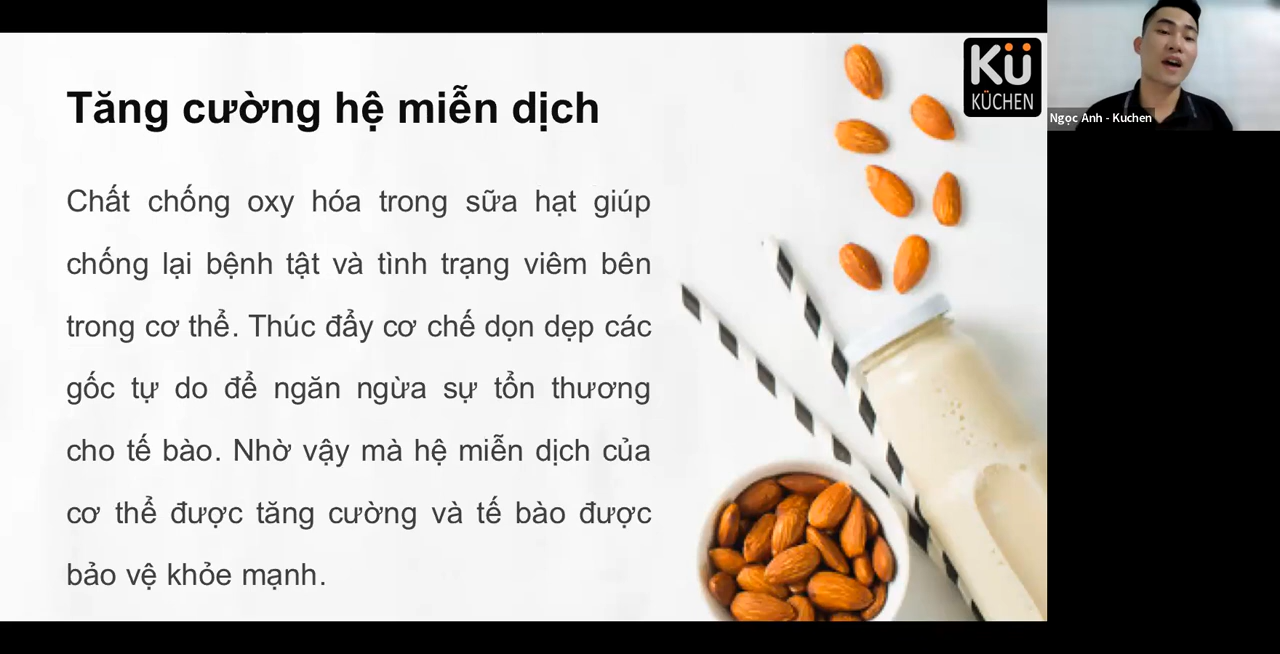 Tăng cường hệ miễn dịch
Chất chống oxy hóa trong sữa hạt giúp
chống lại bệnh tật và tình trạng viêm bên
trong cơ thể. Thúc đẩy cơ chế dọn dẹp các
gốc tự do để ngăn ngừa sự tổn thương
cho tế bào. Nhờ vậy mà hệ miễn dịch của
cơ thể được tăng cường và tế bào được
bảo vệ khỏe mạnh.
KÜ
KÜCHEN
Ngọc Anh - Kuchen